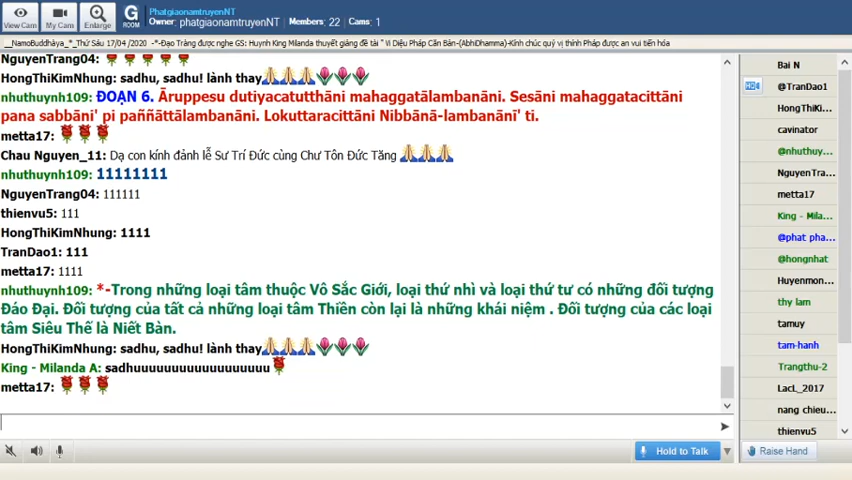 PhatgiaonamtruyenNT
Owner: phatgiaonamtruyenNT Members: 22 Cams: 1
View Cam My Cam Enlarge G ROOM
__NamoBuddhàya_*_Thứ Sáu 17/04 /2020 -*-Đạo Tràng được nghe GS: Huynh King Milanda thuyết giảng đề tài " Vi Diệu Pháp Căn Bản-(AbhiDhamma)-Kính chúc quý vị thính Pháp được an vui tiến hóa
NguyenTrang04:
HongThiKimNhung: sadhu, sadhu! lành thay
nhuthuynh109: ĐOẠN 6. Āruppesu dutiyacatutthāni mahaggatālambanāni. Sesāni mahaggatacittāni
pana sabbāni' pi paññāttālambanāni. Lokuttaracittāni Nibbānā-lambanāni' ti.
metta17:
Chau Nguyen_11: Dạ con kính đảnh lễ Sư Trí Đức cùng Chư Tôn Đức Tăng
nhuthuynh109: 11111111
NguyenTrang04: 111111
thienvu5: 111
HongThiKimNhung: 1111
TranDao1: 111
metta17: 1111
nhuthuynh109: *-Trong những loại tâm thuộc Vô Sắc Giới, loại thứ nhì và loại thứ tư có những đối tượng
Đáo Đại. Đối tượng của tất cả những loại tâm Thiền còn lại là những khái niệm . Đối tượng của các loại
tâm Siêu Thế là Niết Bàn.
HongThiKimNhung: sadhu, sadhu! lành thay
King - Milanda A: sadhuuuuuuuuuuuuuuuuuu
metta17:
Hold to Talk
Bai N
@TranDao1
HongThiKi...
cavinator
@nhuthuy...
NguyenTra...
metta17
King - Mila...
@phat pha...
@hongnhat
Huyenmon...
thy lam
tamuy
tam-hanh
Trangthu-2
LacL_2017
nang chieu...
thienvu5
Raise Hand